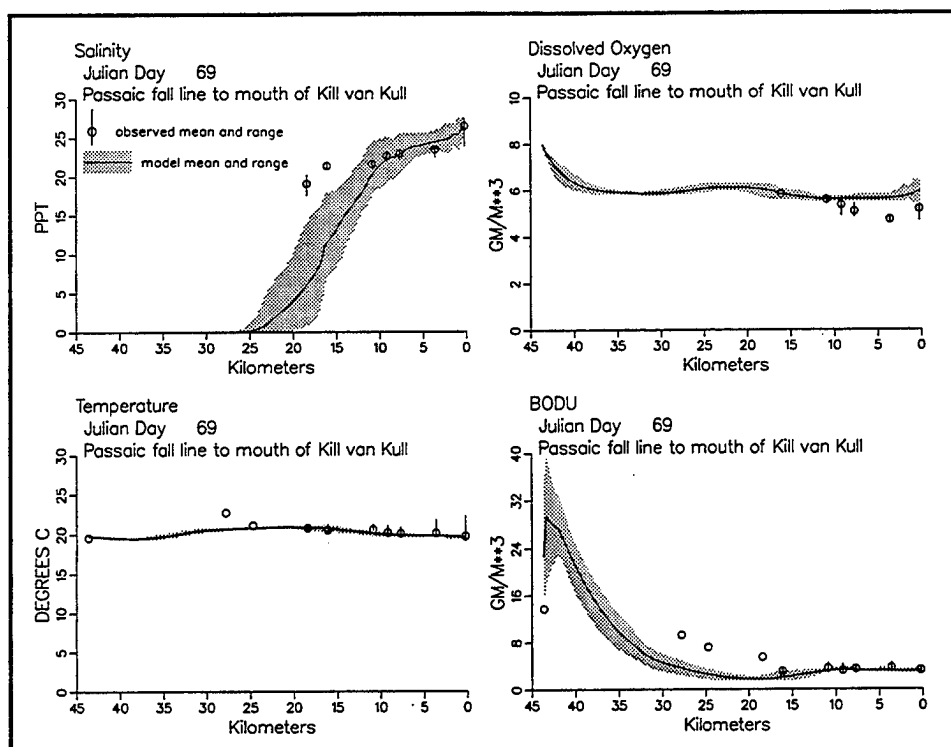 Salinity
Julian Day 69
Passaic fall line to mouth of Kill van Kull
30
25
20
15
10
5
0
PPT
observed mean and range
model mean and range
45 40 35 30 25 20 15 10 5 0
Kilometers
Dissolved Oxygen
Julian Day 69
Passaic fall line to mouth of Kill van Kull
10
8
6
4
2
0
GM/M**3
45 40 35 30 25 20 15 10 5 0
Kilometers
Temperature
Julian Day 69
Passaic fall line to mouth of Kill van Kull
30
25
20
15
10
5
0
DEGREES C
45 40 35 30 25 20 15 10 5 0
Kilometers
BODU
Julian Day 69
Passaic fall line to mouth of Kill van Kull
40
32
24
16
8
0
GM/M**3
45 40 35 30 25 20 15 10 5 0
Kilometers